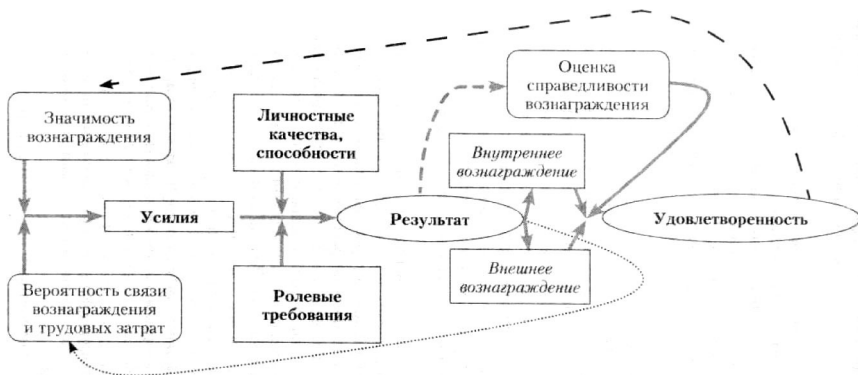 Оценка
справедливости
вознаграждения
Значимость
вознаграждения
Личностные
качества,
способности
Внутреннее
вознаграждение
Усилия
Результат
Удовлетворенность
Внешнее
вознаграждение
Вероятность связи
вознаграждения
и трудовых затрат
Ролевые
требования